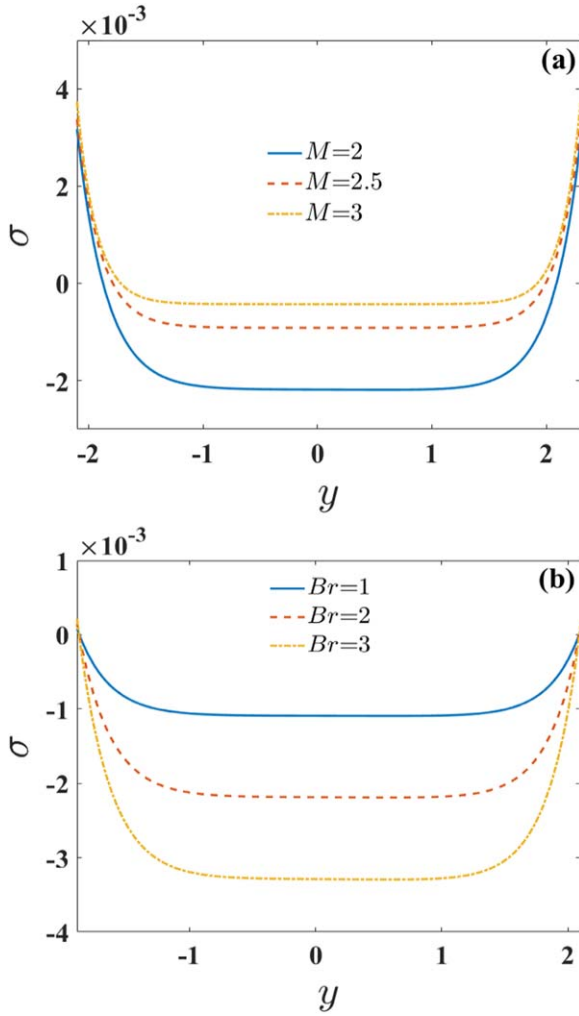 ×10⁻³
(a)
4
M=2
M=2.5
M=3
2
σ
0
-2
-2 -1 0 1 2
y
×10⁻³
1
(b)
Br=1
Br=2
Br=3
0
-1
σ
-2
-3
-4
-1 0 1 2
y